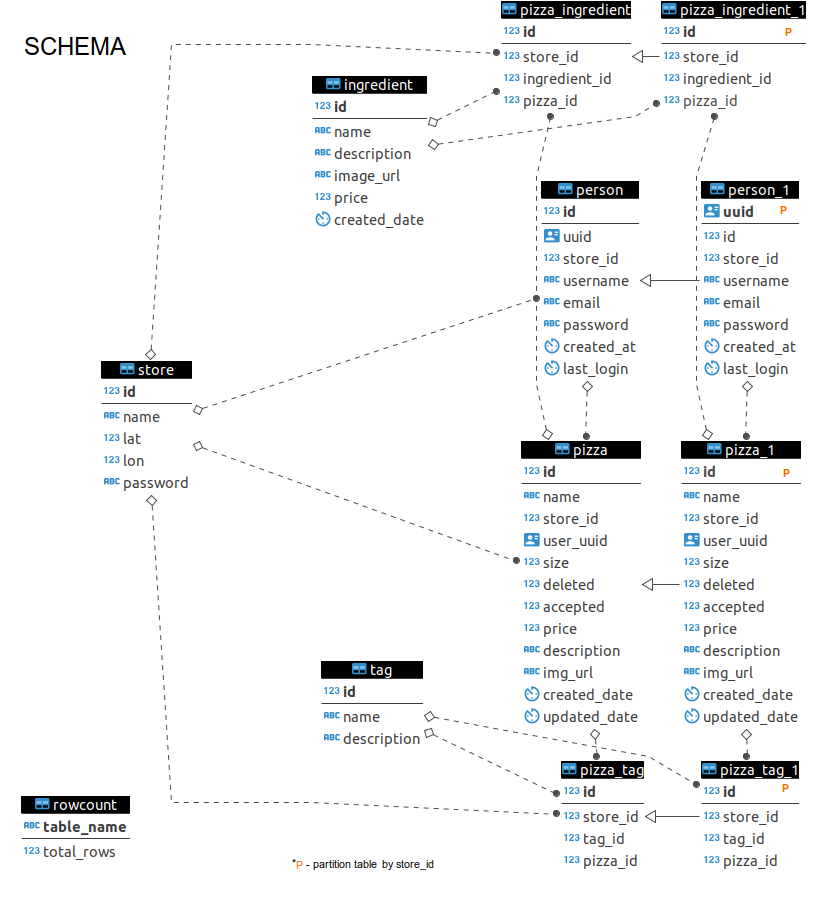 SCHEMA
pizza_ingredient
123 id
123 store_id
123 ingredient_id
123 pizza_id
pizza_ingredient_1
123 id P
123 store_id
123 ingredient_id
123 pizza_id
ingredient
123 id
ABC name
ABC description
ABC image_url
123 price
created_date
person
123 id
uuid
123 store_id
ABC username
ABC email
ABC password
created_at
last_login
person_1
uuid P
123 id
123 store_id
ABC username
ABC email
ABC password
created_at
last_login
store
123 id
ABC name
123 lat
123 lon
ABC password
pizza
123 id
ABC name
123 store_id
user_uuid
123 size
123 deleted
123 accepted
123 price
ABC description
ABC img_url
created_date
updated_date
pizza_1
123 id P
ABC name
123 store_id
user_uuid
123 size
123 deleted
123 accepted
123 price
ABC description
ABC img_url
created_date
updated_date
tag
123 id
ABC name
ABC description
pizza_tag
123 id
123 store_id
123 tag_id
123 pizza_id
pizza_tag_1
123 id P
123 store_id
123 tag_id
123 pizza_id
rowcount
ABC table_name
123 total_rows
*P - partition table by store_id